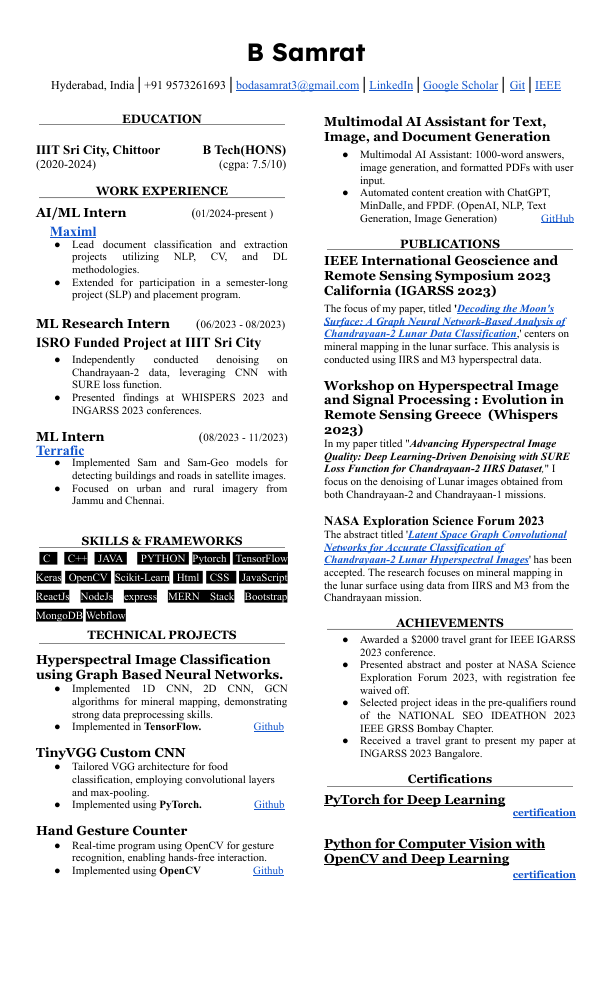 B Samrat
Hyderabad, India | +91 9573261693 | bodasamrat3@gmail.com | LinkedIn | Google Scholar | Git | IEEE
EDUCATION
IIIT Sri City, Chittoor B Tech(HONS)
(2020-2024) (cgpa: 7.5/10)
WORK EXPERIENCE
AI/ML Intern (01/2024-present )
Maximl
● Lead document classification and extraction
projects utilizing NLP, CV, and DL
methodologies.
● Extended for participation in a semester-long
project (SLP) and placement program.
ML Research Intern (06/2023 - 08/2023)
ISRO Funded Project at IIIT Sri City
● Independently conducted denoising on
Chandrayaan-2 data, leveraging CNN with
SURE loss function.
● Presented findings at WHISPERS 2023 and
INGARSS 2023 conferences.
ML Intern (08/2023 - 11/2023)
Terrafic
● Implemented Sam and Sam-Geo models for
detecting buildings and roads in satellite images.
● Focused on urban and rural imagery from
Jammu and Chennai.
SKILLS & FRAMEWORKS
C C++ JAVA PYTHON Pytorch TensorFlow
Keras OpenCV Scikit-Learn Html CSS JavaScript
ReactJs NodeJs express MERN Stack Bootstrap
MongoDB Webflow
TECHNICAL PROJECTS
Hyperspectral Image Classification
using Graph Based Neural Networks.
● Implemented 1D CNN, 2D CNN, GCN
algorithms for mineral mapping, demonstrating
strong data preprocessing skills.
● Implemented in TensorFlow. Github
TinyVGG Custom CNN
● Tailored VGG architecture for food
classification, employing convolutional layers
and max-pooling.
● Implemented using PyTorch. Github
Hand Gesture Counter
● Real-time program using OpenCV for gesture
recognition, enabling hands-free interaction.
● Implemented using OpenCV Github
Multimodal AI Assistant for Text,
Image, and Document Generation
● Multimodal AI Assistant: 1000-word answers,
image generation, and formatted PDFs with user
input.
● Automated content creation with ChatGPT,
MinDalle, and FPDF. (OpenAI, NLP, Text
Generation, Image Generation) GitHub
PUBLICATIONS
IEEE International Geoscience and
Remote Sensing Symposium 2023
California (IGARSS 2023)
The focus of my paper, titled 'Decoding the Moon's
Surface: A Graph Neural Network-Based Analysis of
Chandrayaan-2 Lunar Data Classification,' centers on
mineral mapping in the lunar surface. This analysis is
conducted using IIRS and M3 hyperspectral data.
Workshop on Hyperspectral Image
and Signal Processing : Evolution in
Remote Sensing Greece (Whispers
2023)
In my paper titled "Advancing Hyperspectral Image
Quality: Deep Learning-Driven Denoising with SURE
Loss Function for Chandrayaan-2 IIRS Dataset," I
focus on the denoising of Lunar images obtained from
both Chandrayaan-2 and Chandrayaan-1 missions.
NASA Exploration Science Forum 2023
The abstract titled 'Latent Space Graph Convolutional
Networks for Accurate Classification of
Chandrayaan-2 Lunar Hyperspectral Images' has been
accepted. The research focuses on mineral mapping in
the lunar surface using data from IIRS and M3 from the
Chandrayaan mission.
ACHIEVEMENTS
● Awarded a $2000 travel grant for IEEE IGARSS
2023 conference.
● Presented abstract and poster at NASA Science
Exploration Forum 2023, with registration fee
waived off.
● Selected project ideas in the pre-qualifiers round
of the NATIONAL SEO IDEATHON 2023
IEEE GRSS Bombay Chapter.
● Received a travel grant to present my paper at
INGARSS 2023 Bangalore.
Certifications
PyTorch for Deep Learning
certification
Python for Computer Vision with
OpenCV and Deep Learning
certification